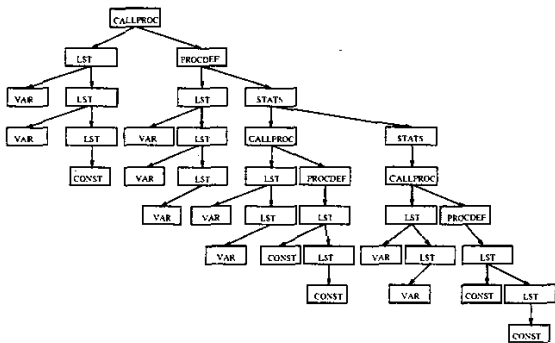 CALLPROC
LST PROCDEF
VAR LST LST STATS
VAR LST VAR LST CALLPROC STATS
CONST VAR LST LST PROCDEF CALLPROC
VAR VAR LST LST LST PROCDEF
VAR CONST LST VAR LST LST
CONST VAR CONST LST
CONST